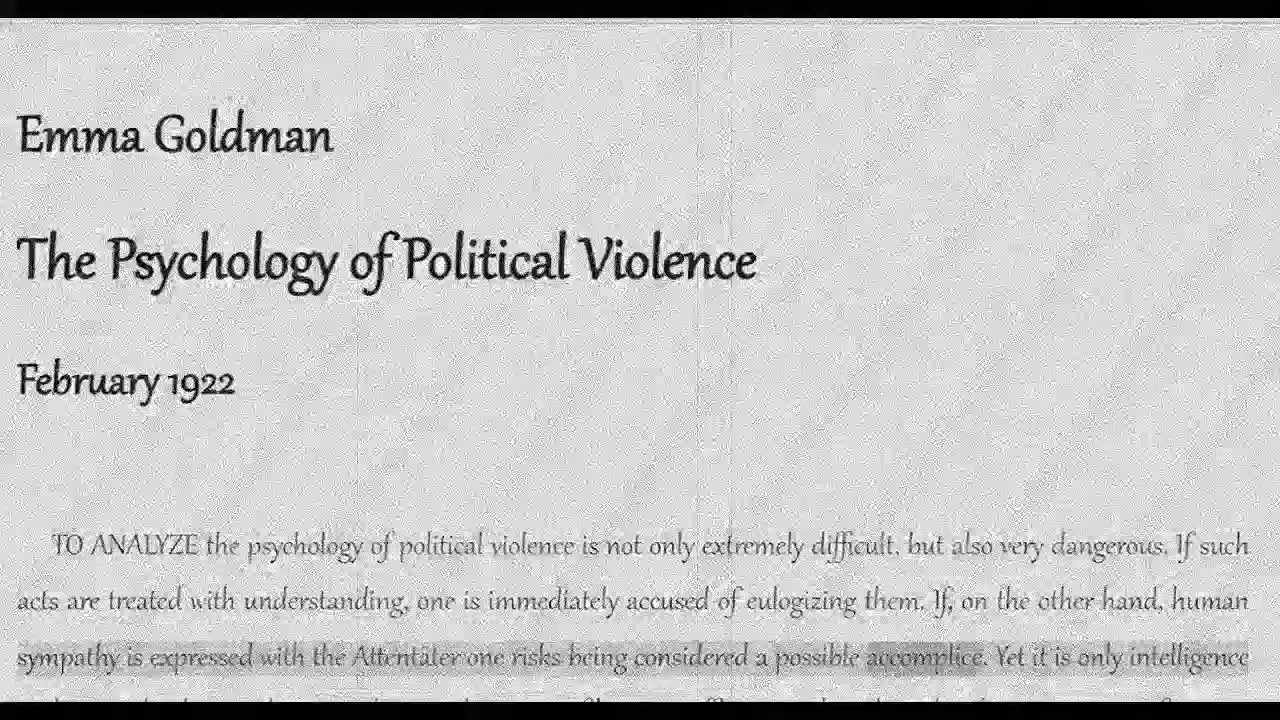 Emma Goldman
The Psychology of Political Violence
February 1922
TO ANALYZE the psychology of political violence is not only extremely difficult, but also very dangerous. If such
acts are treated with understanding, one is immediately accused of eulogizing them. If, on the other hand, human
sympathy is expressed with the Attentäter one risks being considered a possible accomplice. Yet it is only intelligence